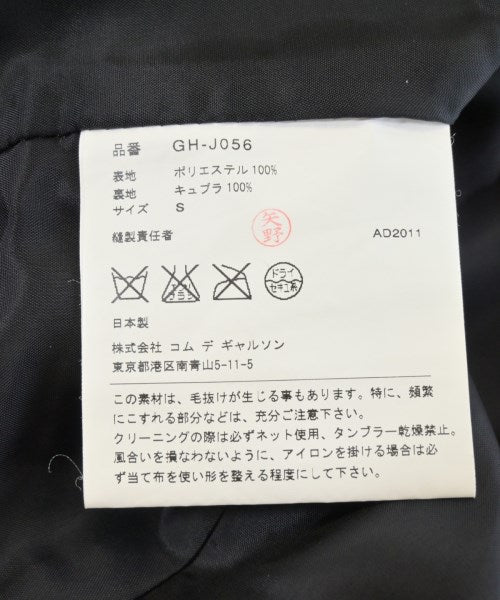 品番 GH-J056
表地 ポリエステル100%
裏地 キュプラ100%
サイズ S
縫製責任者 矢野 AD2011
エンソサラシ
ドライ
セキユ系
日本製
株式会社 コム デ ギャルソン
東京都港区南青山5-11-5
この素材は、毛抜けが生じる事もあります。特に、頻繁
にこすれる部分などは、充分ご注意下さい。
クリーニングの際は必ずネット使用、タンブラー乾燥禁止。
風合いを損なわないように、アイロンを掛ける場合は必
ず当て布を使い形を整える程度にして下さい。